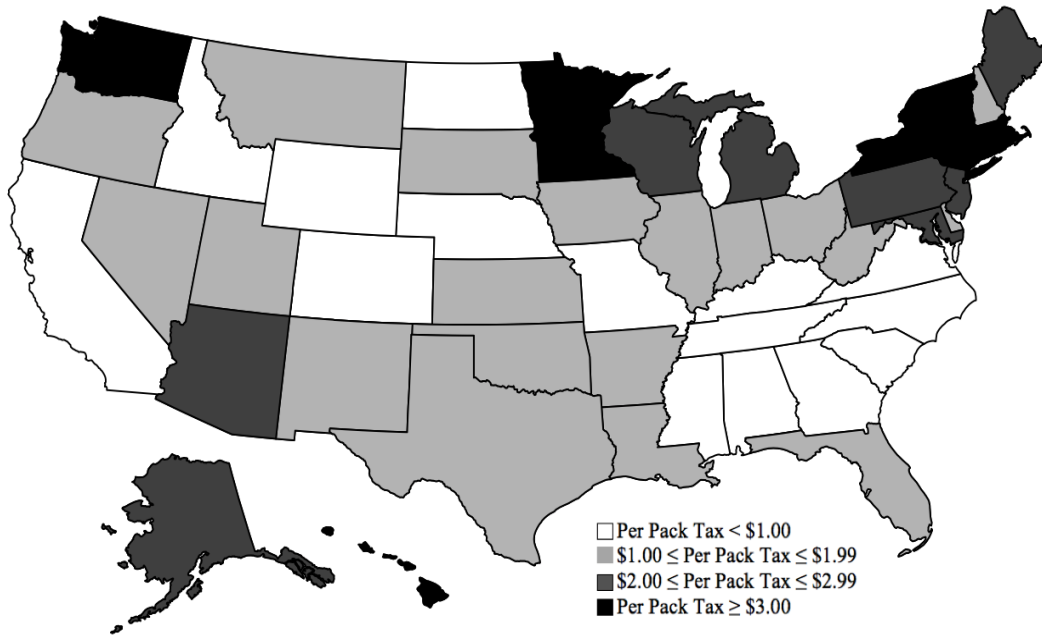 Per Pack Tax < $1.00
$1.00 ≤ Per Pack Tax ≤ $1.99
$2.00 ≤ Per Pack Tax ≤ $2.99
Per Pack Tax ≥ $3.00